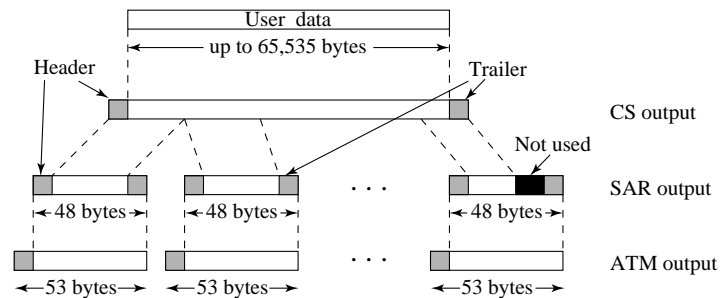 User data
up to 65,535 bytes
Header
Trailer
CS output
Not used
. . .
SAR output
48 bytes
48 bytes
48 bytes
. . .
ATM output
53 bytes
53 bytes
53 bytes